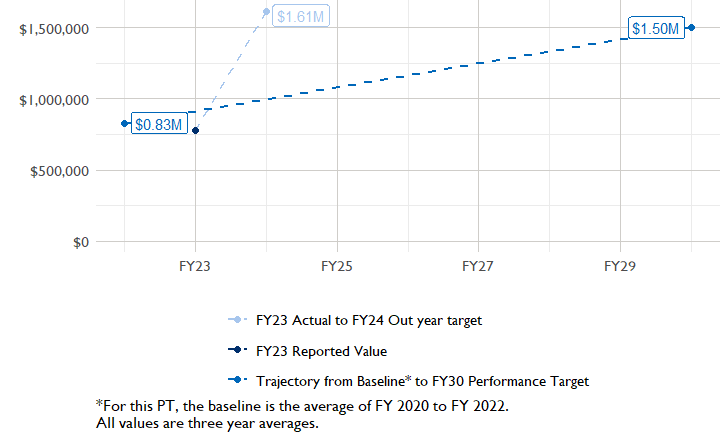 $1.61M
$1,500,000
$1.50M
$1,000,000
$0.83M
$500,000
$0
FY23 FY25 FY27 FY29
FY23 Actual to FY24 Out year target
FY23 Reported Value
Trajectory from Baseline* to FY30 Performance Target
*For this PT, the baseline is the average of FY 2020 to FY 2022.
All values are three year averages.